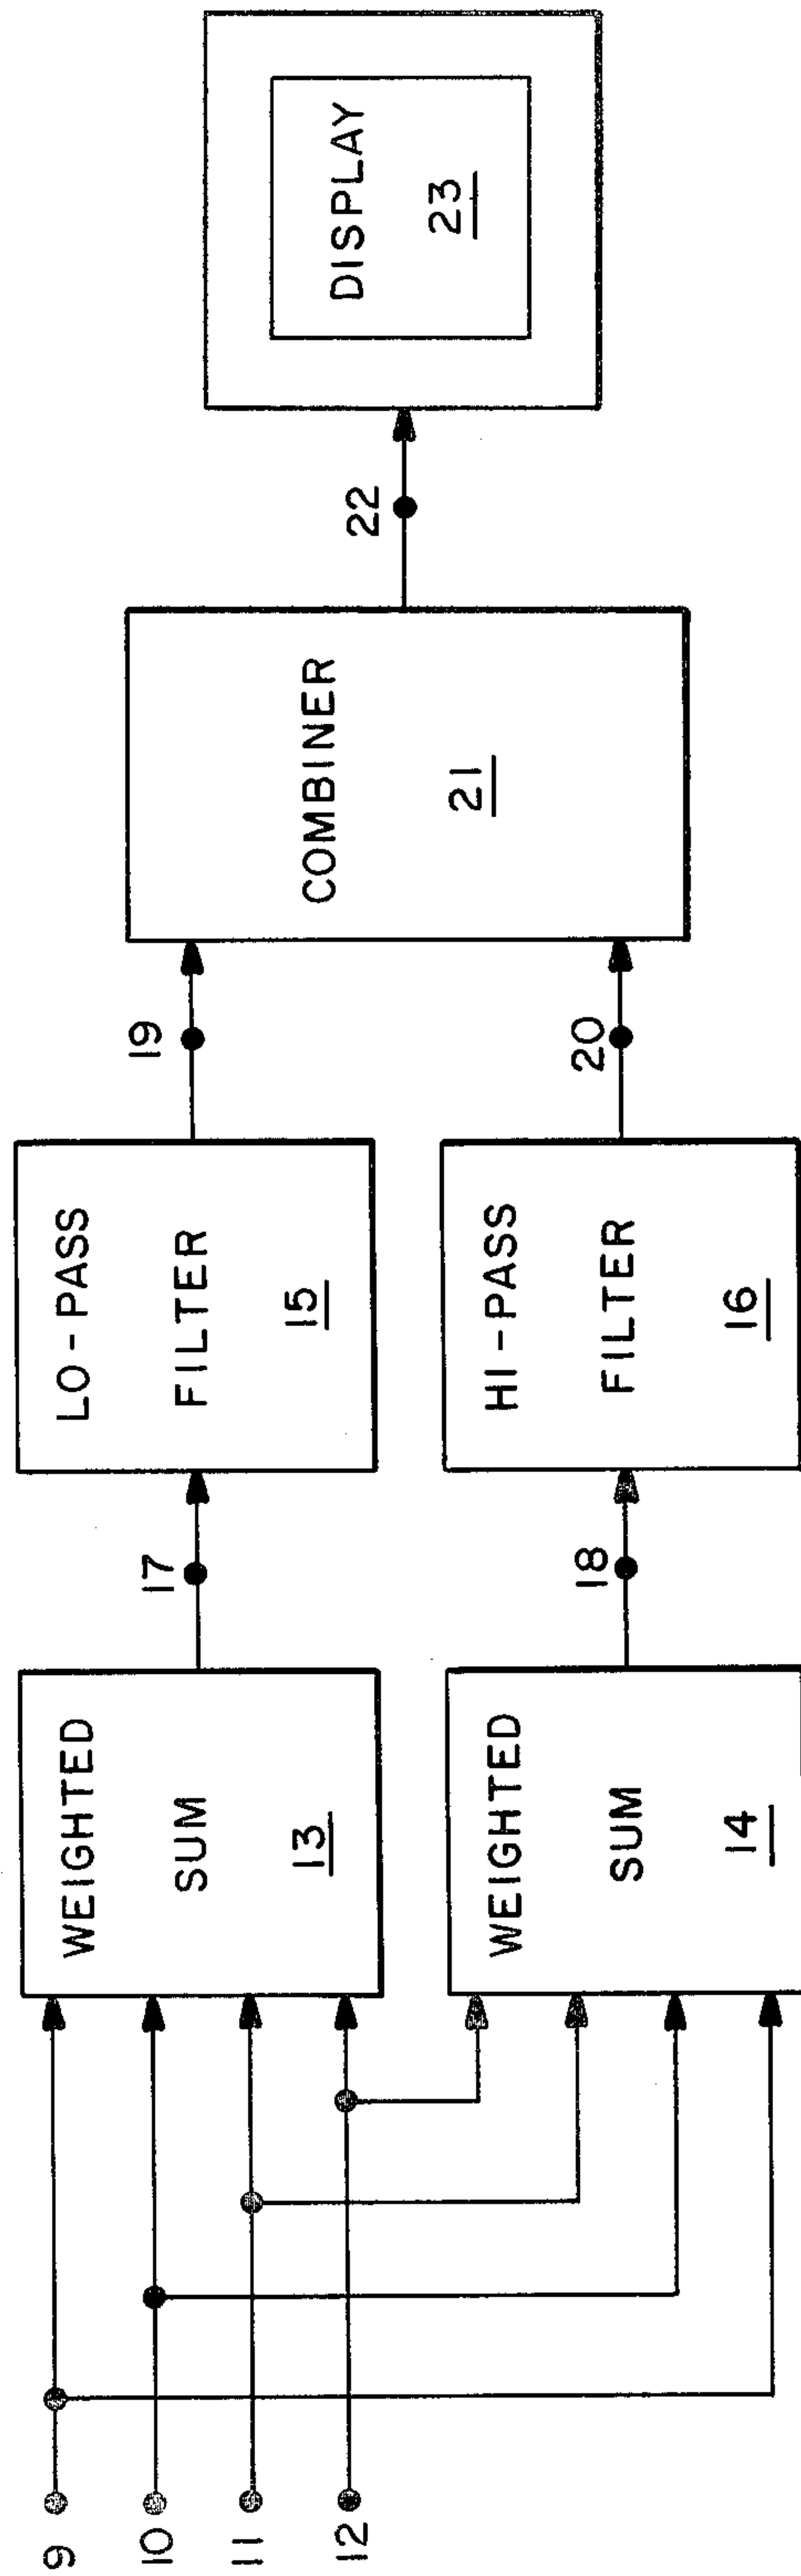 9
10
11
12
WEIGHTED
SUM
13
WEIGHTED
SUM
14
17
18
LO-PASS
FILTER
15
HI-PASS
FILTER
16
19
20
COMBINER
21
22
DISPLAY
23